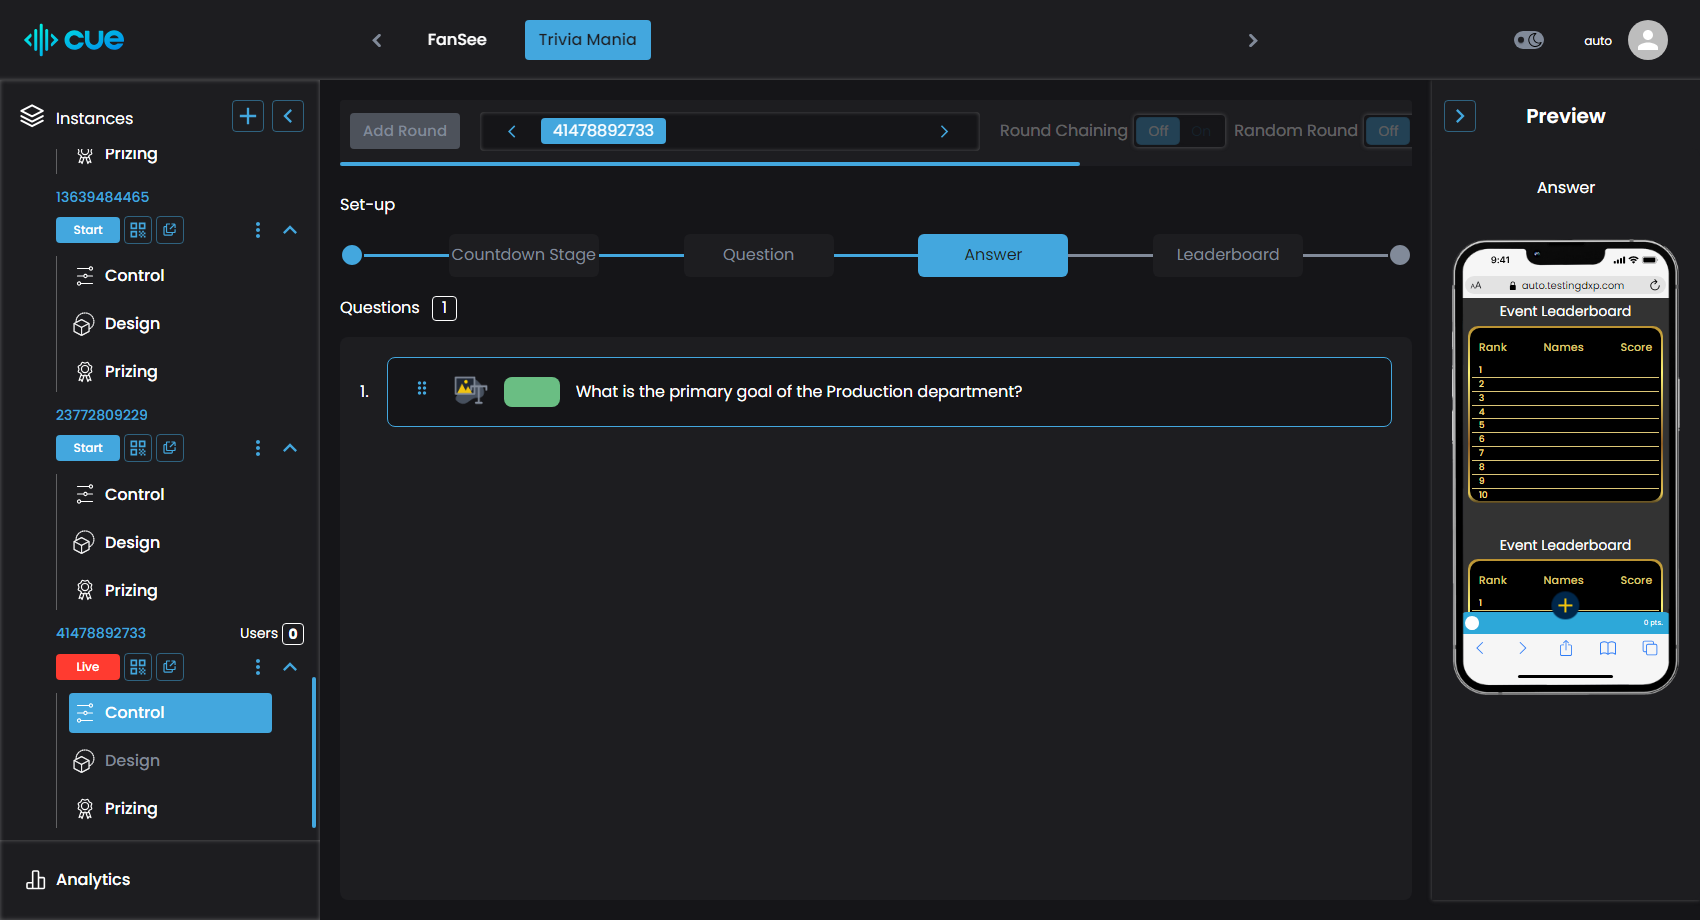 cue
FanSee
Trivia Mania
auto
Instances
Prizing
13639484465
Start
Control
Design
Prizing
23772809229
Start
Control
Design
Prizing
41478892733
Users 0
Live
Control
Design
Prizing
Analytics
Add Round
41478892733
Round Chaining
Off
On
Random Round
Off
Set-up
Countdown Stage
Question
Answer
Leaderboard
Questions 1
1.
What is the primary goal of the Production department?
Preview
Answer
9:41
AA
auto.testingdxp.com
Event Leaderboard
Rank Names Score
1
2
3
4
5
6
7
8
9
10
Event Leaderboard
Rank Names Score
1
0 pts.